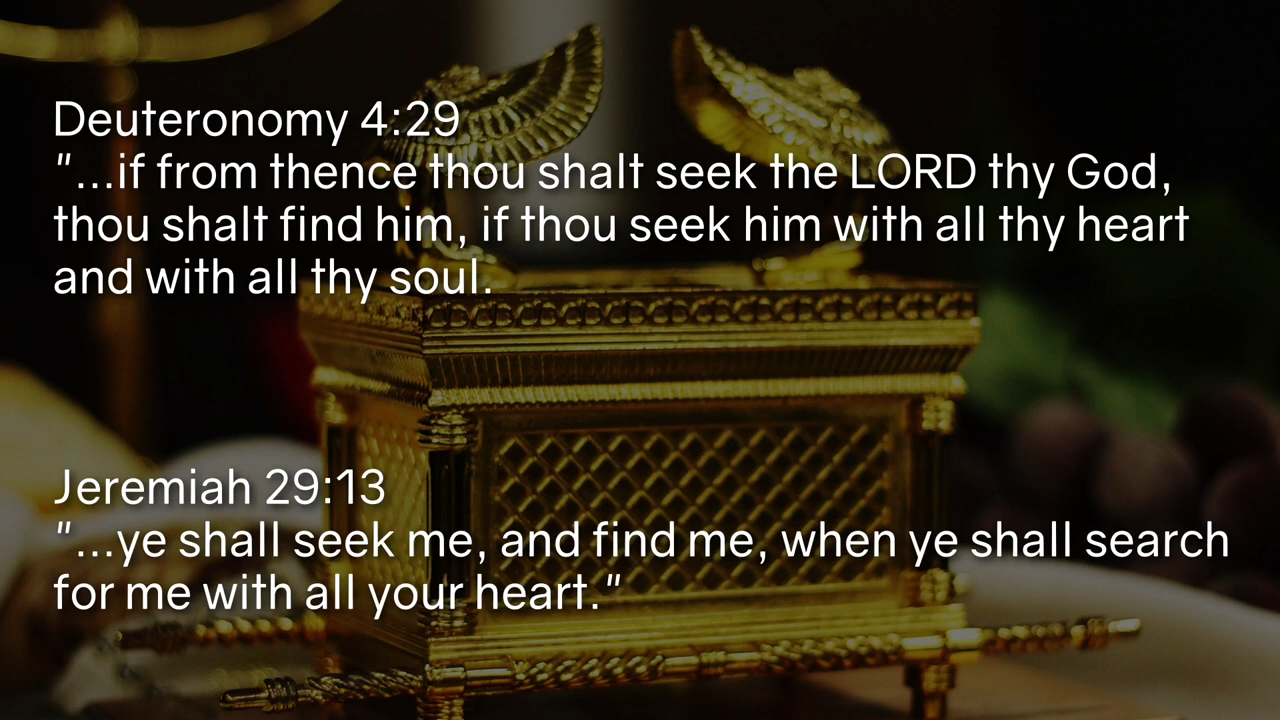 Deuteronomy 4:29
"...if from thence thou shalt seek the LORD thy God,
thou shalt find him, if thou seek him with all thy heart
and with all thy soul.
Jeremiah 29:13
"...ye shall seek me, and find me, when ye shall search
for me with all your heart."